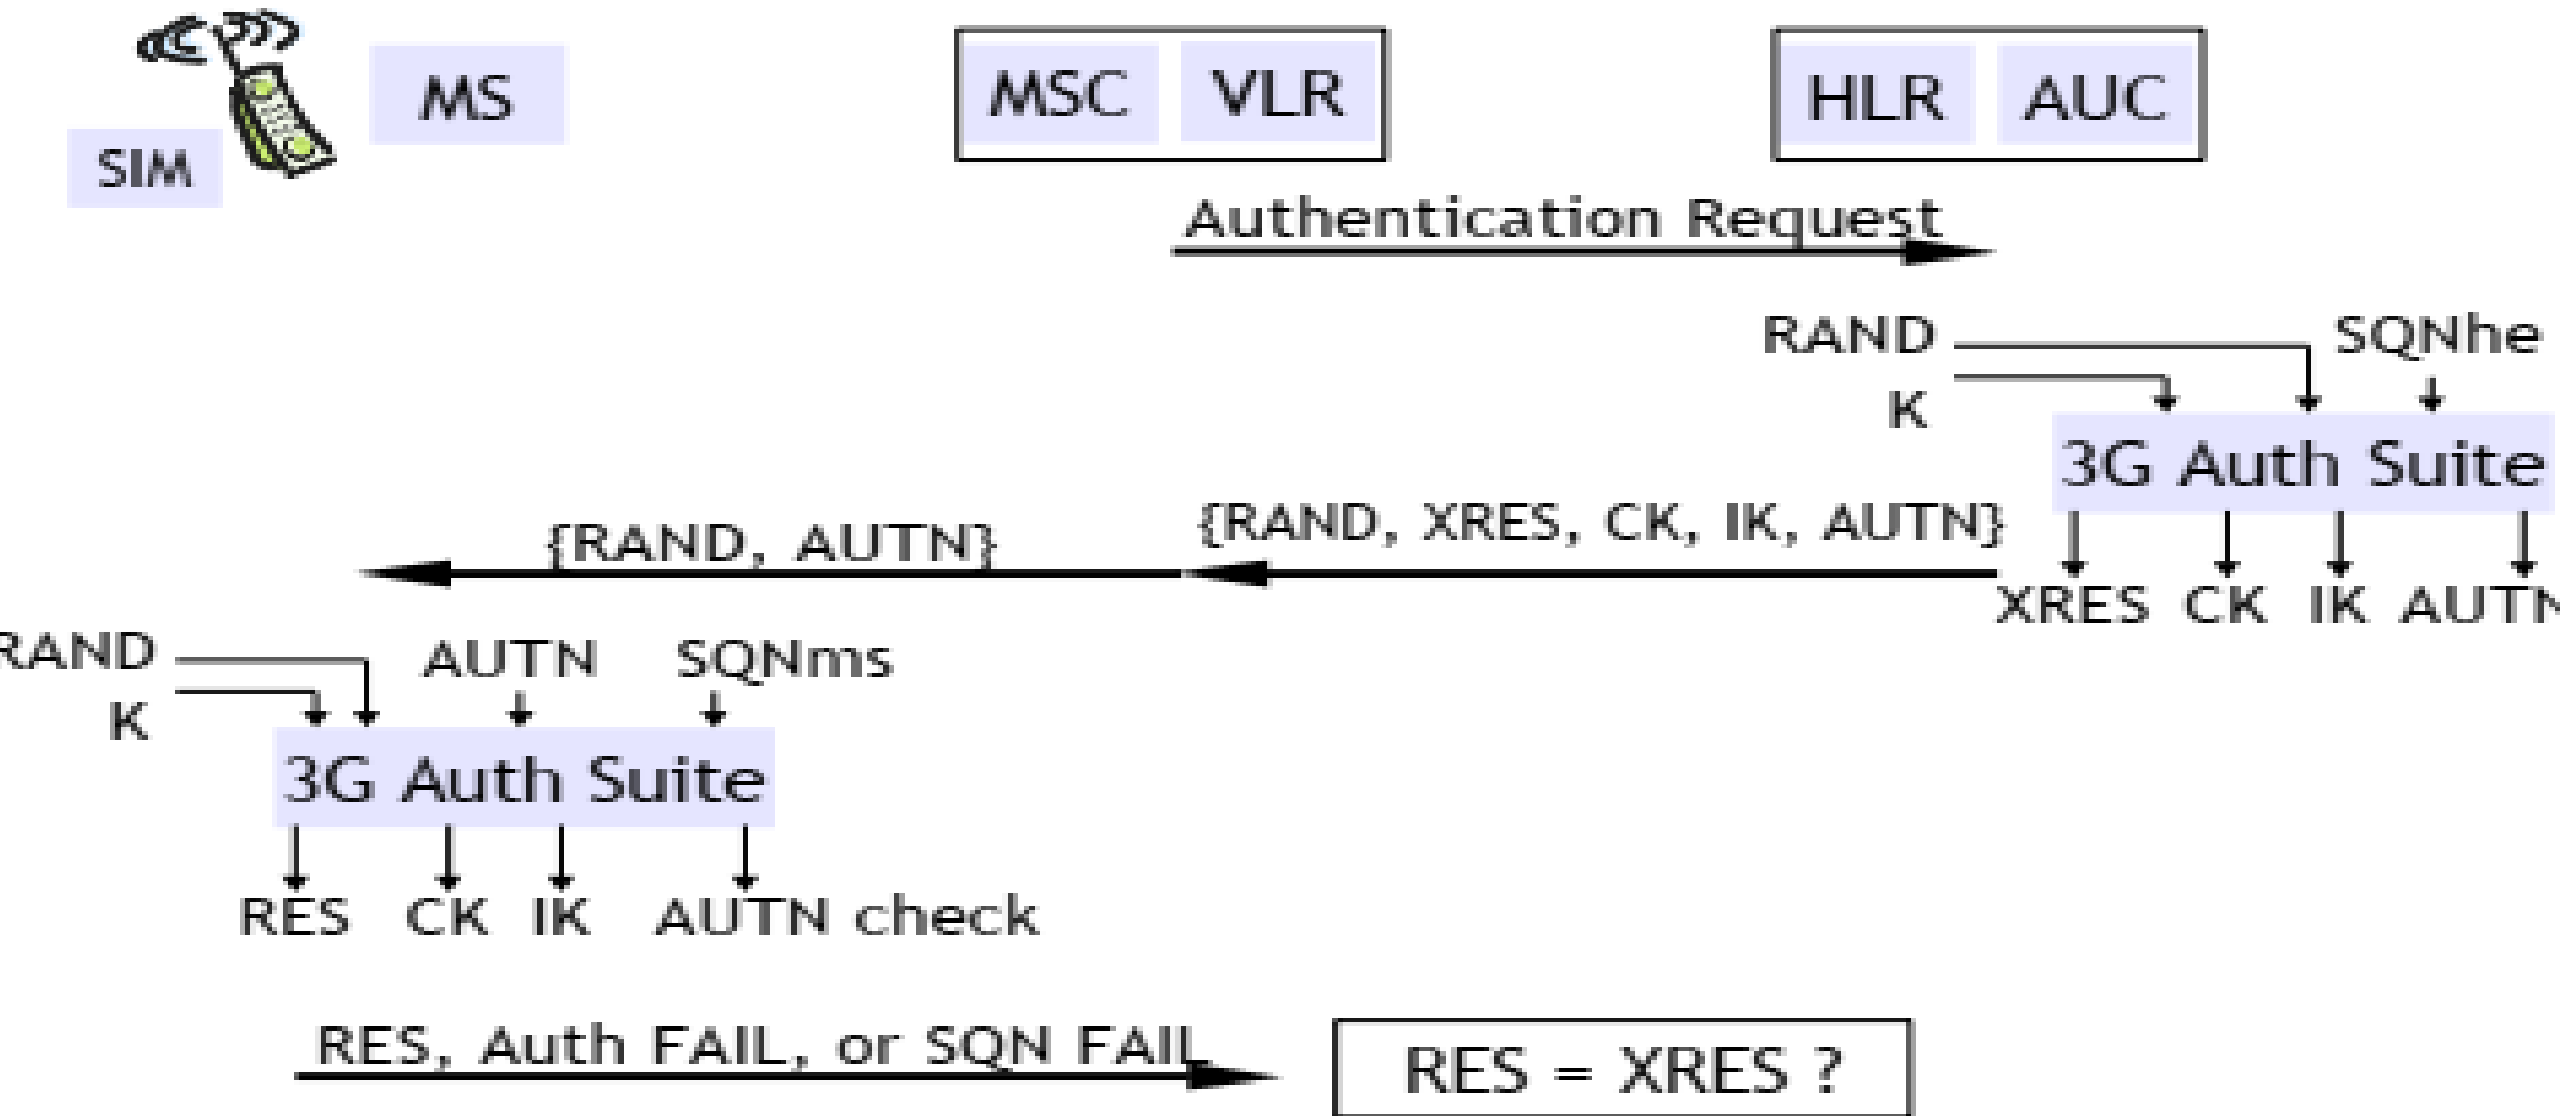 MS
MSC VLR
HLR AUC
SIM
Authentication Request
RAND
SQNhe
K
3G Auth Suite
{RAND, XRES, CK, IK, AUTN}
{RAND, AUTN}
XRES CK IK AUTN
RAND
AUTN
SQNms
K
3G Auth Suite
RES CK IK AUTN check
RES, Auth FAIL, or SQN FAIL
RES = XRES ?